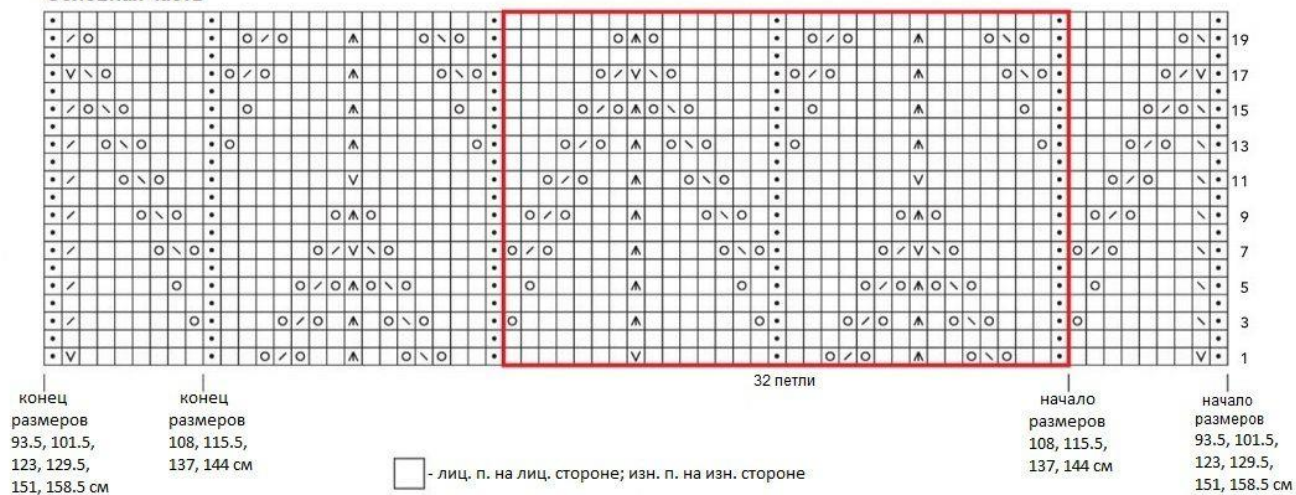 19
17
15
13
11
9
7
5
3
1
32 петли
конец
размеров
93.5, 101.5,
123, 129.5,
151, 158.5 см
конец
размеров
108, 115.5,
137, 144 см
начало
размеров
108, 115.5,
137, 144 см
начало
размеров
93.5, 101.5,
123, 129.5,
151, 158.5 см
- лиц. п. на лиц. стороне; изн. п. на изн. стороне